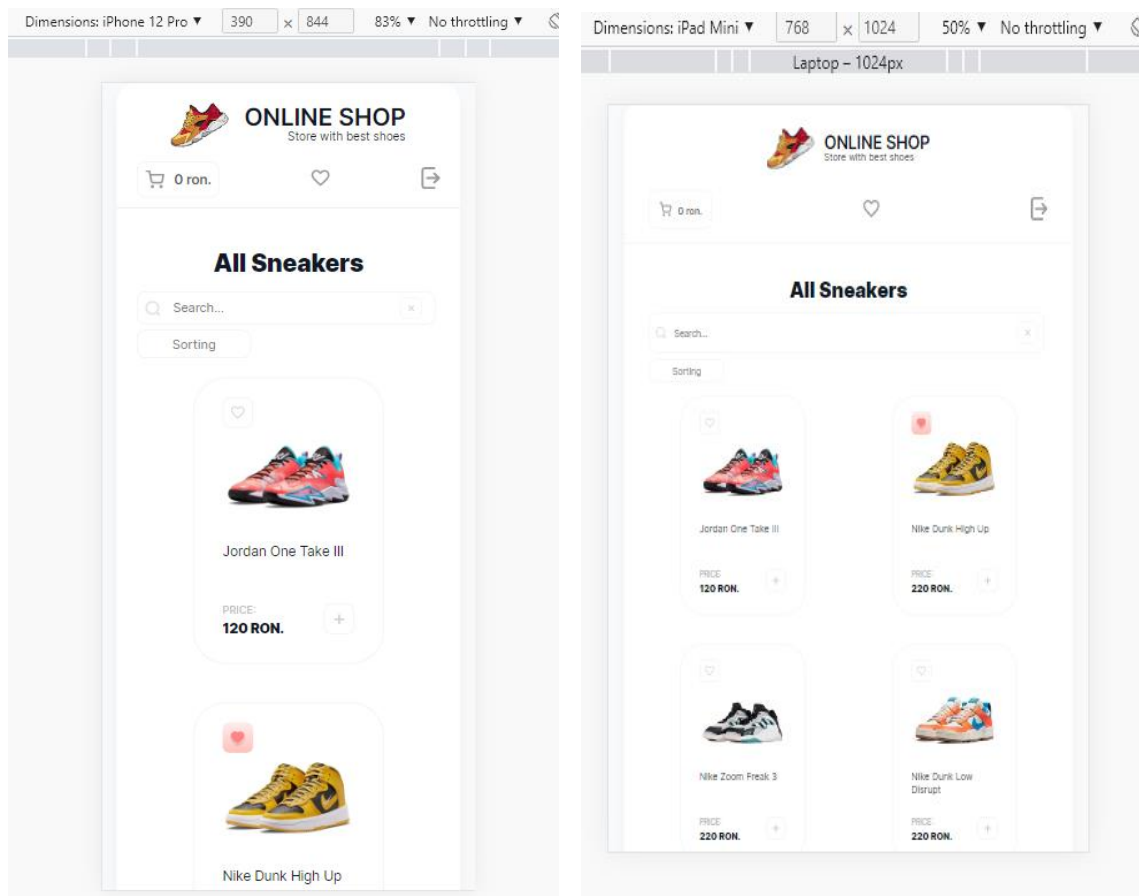 Dimensions: iPhone 12 Pro ▼ 390 × 844 83% ▼ No throttling ▼
ONLINE SHOP
Store with best shoes
0 ron.
All Sneakers
Search...
Sorting
Jordan One Take III
PRICE:
120 RON.
Nike Dunk High Up
Dimensions: iPad Mini ▼ 768 × 1024 50% ▼ No throttling ▼
Laptop – 1024px
ONLINE SHOP
Store with best shoes
0 ron.
All Sneakers
Search...
Sorting
Jordan One Take III
Nike Dunk High Up
PRICE:
120 RON.
PRICE:
220 RON.
Nike Zoom Freak 3
Nike Dunk Low
Disrupt
PRICE:
220 RON.
PRICE:
220 RON.